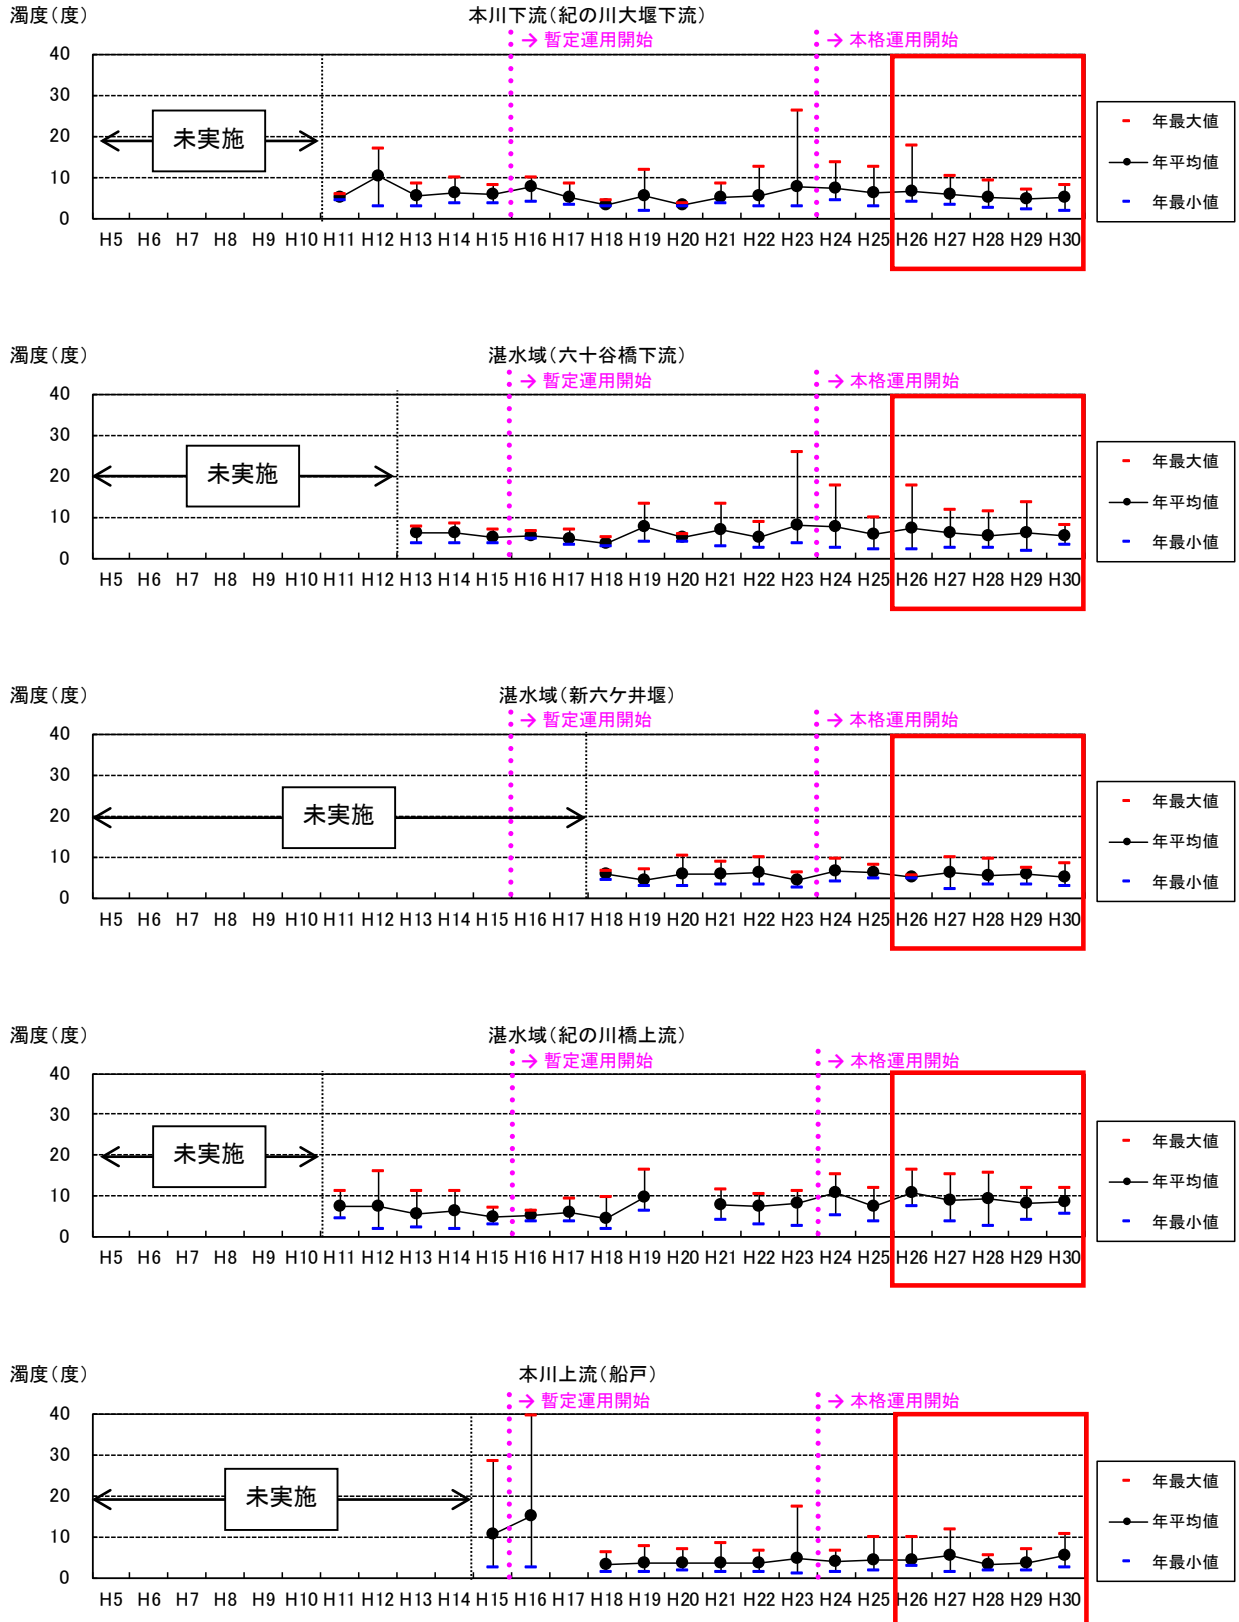 濁度(度)
本川下流(紀の川大堰下流)
→ 暫定運用開始
→ 本格運用開始
40
30
20
10
0
未実施
H5 H6 H7 H8 H9 H10 H11 H12 H13 H14 H15 H16 H17 H18 H19 H20 H21 H22 H23 H24 H25 H26 H27 H28 H29 H30
年最大値
年平均値
年最小値
濁度(度)
湛水域(六十谷橋下流)
→ 暫定運用開始
→ 本格運用開始
40
30
20
10
0
未実施
H5 H6 H7 H8 H9 H10 H11 H12 H13 H14 H15 H16 H17 H18 H19 H20 H21 H22 H23 H24 H25 H26 H27 H28 H29 H30
年最大値
年平均値
年最小値
濁度(度)
湛水域(新六ケ井堰)
→ 暫定運用開始
→ 本格運用開始
40
30
20
10
0
未実施
H5 H6 H7 H8 H9 H10 H11 H12 H13 H14 H15 H16 H17 H18 H19 H20 H21 H22 H23 H24 H25 H26 H27 H28 H29 H30
年最大値
年平均値
年最小値
濁度(度)
湛水域(紀の川橋上流)
→ 暫定運用開始
→ 本格運用開始
40
30
20
10
0
未実施
H5 H6 H7 H8 H9 H10 H11 H12 H13 H14 H15 H16 H17 H18 H19 H20 H21 H22 H23 H24 H25 H26 H27 H28 H29 H30
年最大値
年平均値
年最小値
濁度(度)
本川上流(船戸)
→ 暫定運用開始
→ 本格運用開始
40
30
20
10
0
未実施
H5 H6 H7 H8 H9 H10 H11 H12 H13 H14 H15 H16 H17 H18 H19 H20 H21 H22 H23 H24 H25 H26 H27 H28 H29 H30
年最大値
年平均値
年最小値